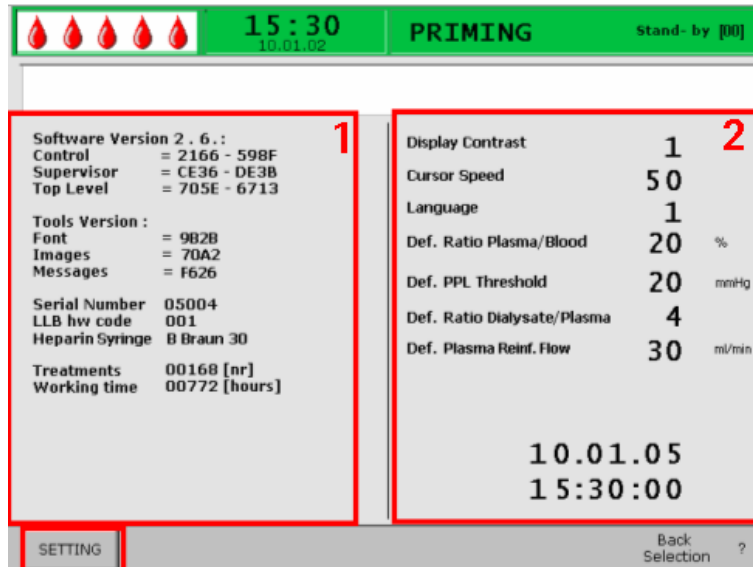 15:30
10.01.02
PRIMING
Stand- by [00]
1
Software Version 2 . 6 . :
Control = 2166 - 598F
Supervisor = CE36 - DE3B
Top Level = 705E - 6713
Tools Version :
Font = 9B2B
Images = 70A2
Messages = F626
Serial Number 05004
LLB hw code 001
Heparin Syringe B Braun 30
Treatments 00168 [nr]
Working time 00772 [hours]
2
Display Contrast 1
Cursor Speed 50
Language 1
Def. Ratio Plasma/Blood 20 %
Def. PPL Threshold 20 mmHg
Def. Ratio Dialysate/Plasma 4
Def. Plasma Reinf. Flow 30 ml/min
10.01.05
15:30:00
SETTING
Back
Selection
?